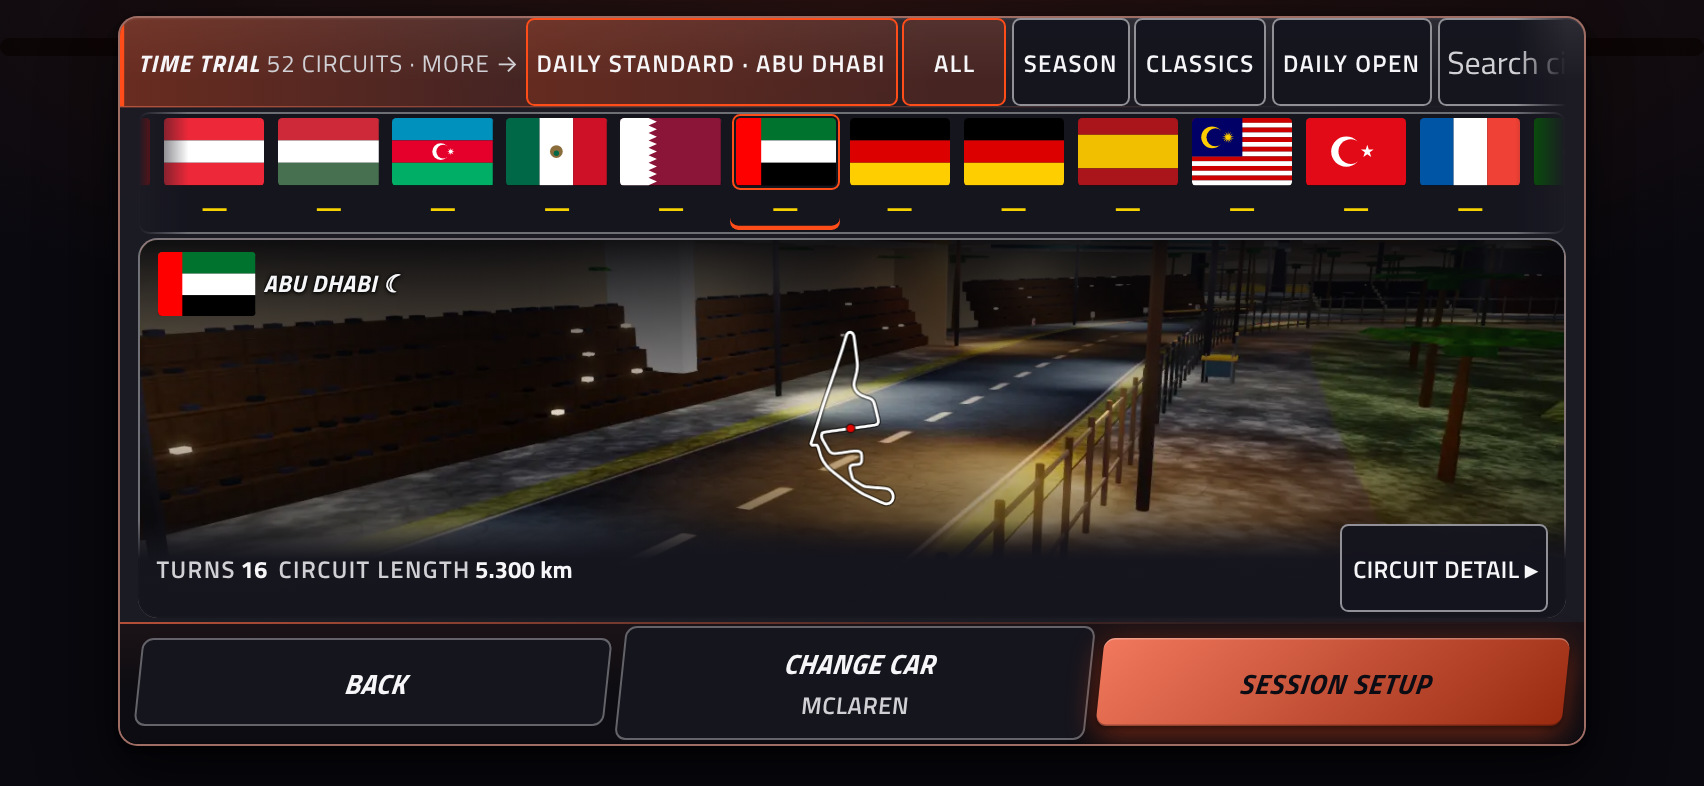 TIME TRIAL 52 CIRCUITS · MORE → DAILY STANDARD · ABU DHABI ALL SEASON CLASSICS DAILY OPEN Search
ABU DHABI ☾
TURNS 16 CIRCUIT LENGTH 5.300 km
CIRCUIT DETAIL ▶
BACK
CHANGE CAR
MCLAREN
SESSION SETUP